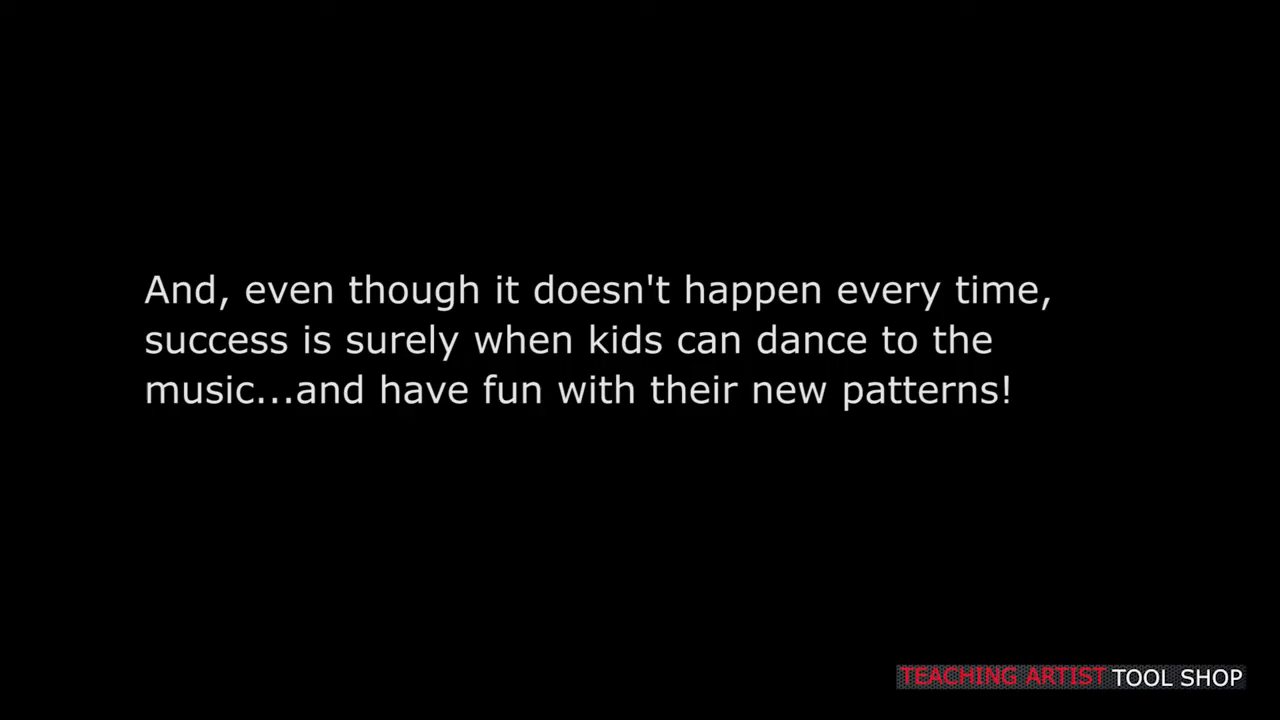 And, even though it doesn't happen every time,
success is surely when kids can dance to the
music...and have fun with their new patterns!
TEACHING ARTIST TOOL SHOP